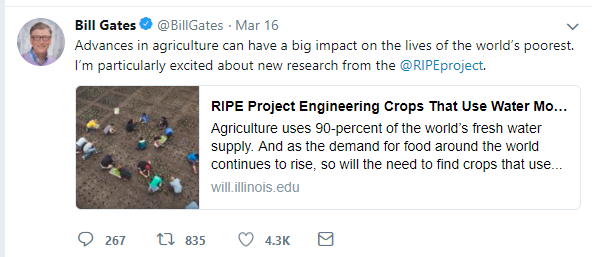 Bill Gates @BillGates · Mar 16
Advances in agriculture can have a big impact on the lives of the world's poorest.
I'm particularly excited about new research from the @RIPEproject.
RIPE Project Engineering Crops That Use Water Mo...
Agriculture uses 90-percent of the world's fresh water
supply. And as the demand for food around the world
continues to rise, so will the need to find crops that use...
will.illinois.edu
267 835 4.3K